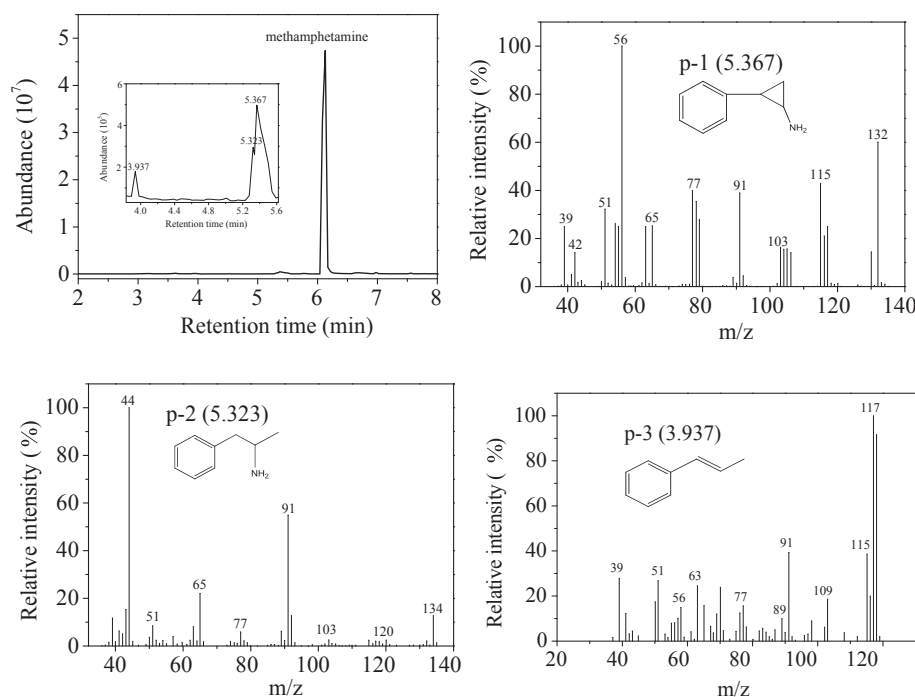 Abundance (10⁷)
5
4
3
2
1
0
methamphetamine
Abundance (10⁵)
6
4
2
0
3.937
5.323
5.367
4.0 4.4 4.8 5.2 5.6
Retention time (min)
2 3 4 5 6 7 8
Retention time (min)
Relative intensity ( %)
100
80
60
40
20
0
p-1 (5.367)
NH₂
39
42
51
56
65
77
91
103
115
132
40 60 80 100 120 140
m/z
Relative intensity ( %)
100
80
60
40
20
0
p-2 (5.323)
NH₂
44
51
65
77
91
103
120
134
40 60 80 100 120 140
m/z
Relative intensity ( %)
100
80
60
40
20
0
p-3 (3.937)
39
51
56
63
77
89
91
109
115
117
20 40 60 80 100 120
m/z